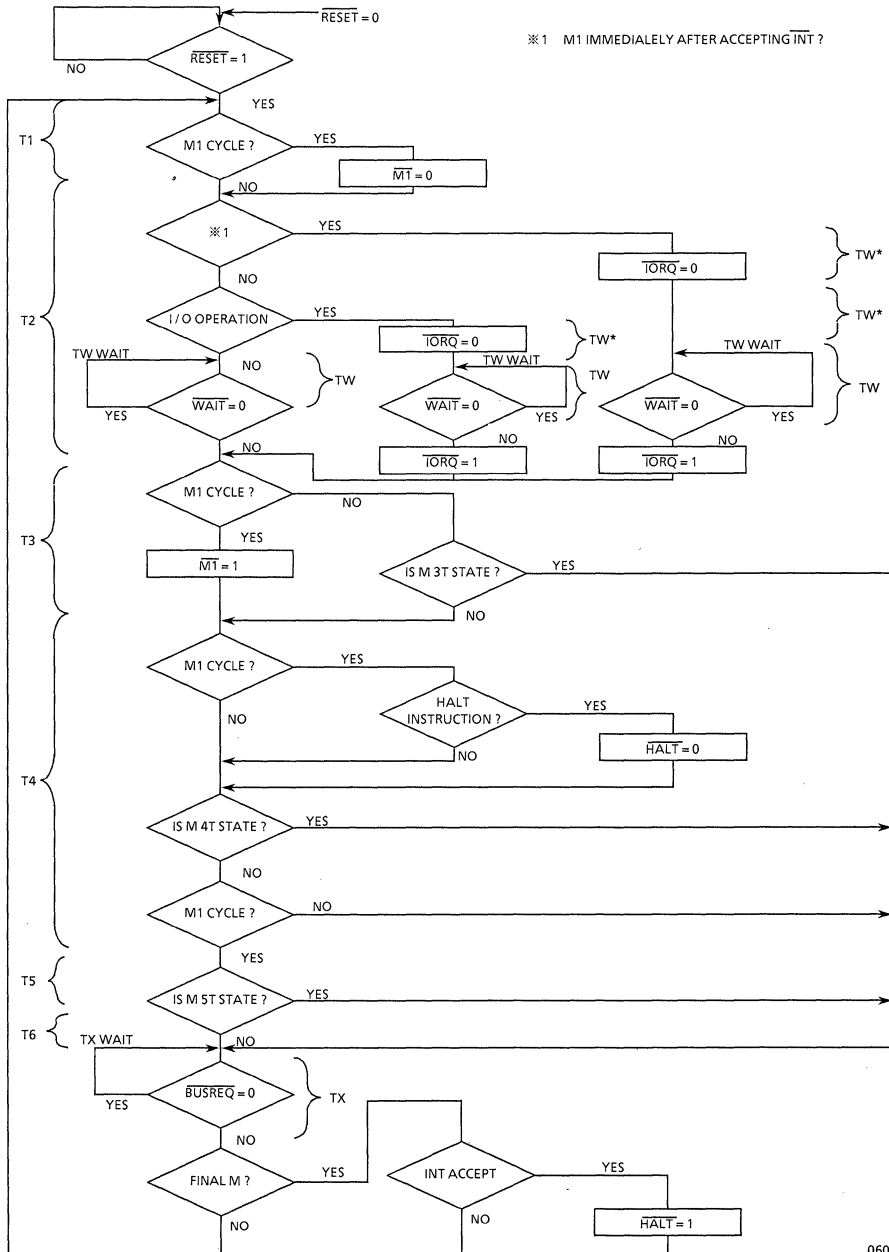 RESET = 0
※1 M1 IMMEDIALELY AFTER ACCEPTING INT ?
RESET = 1
NO
YES
T1
M1 CYCLE ?
YES
M1 = 0
NO
※1
YES
IORQ = 0
TW*
NO
T2
I/O OPERATION
YES
IORQ = 0
TW*
TW*
TW WAIT
NO
TW
TW WAIT
TW
TW WAIT
WAIT = 0
YES
WAIT = 0
YES
WAIT = 0
YES
TW
NO
NO
NO
IORQ = 1
IORQ = 1
M1 CYCLE ?
NO
T3
YES
M1 = 1
IS M 3T STATE ?
YES
NO
M1 CYCLE ?
YES
HALT
INSTRUCTION ?
YES
NO
NO
HALT = 0
T4
IS M 4T STATE ?
YES
NO
M1 CYCLE ?
NO
YES
T5
IS M 5T STATE ?
YES
T6
TX WAIT
NO
BUSREQ = 0
YES
TX
NO
FINAL M ?
YES
INT ACCEPT
YES
NO
NO
HALT = 1
060